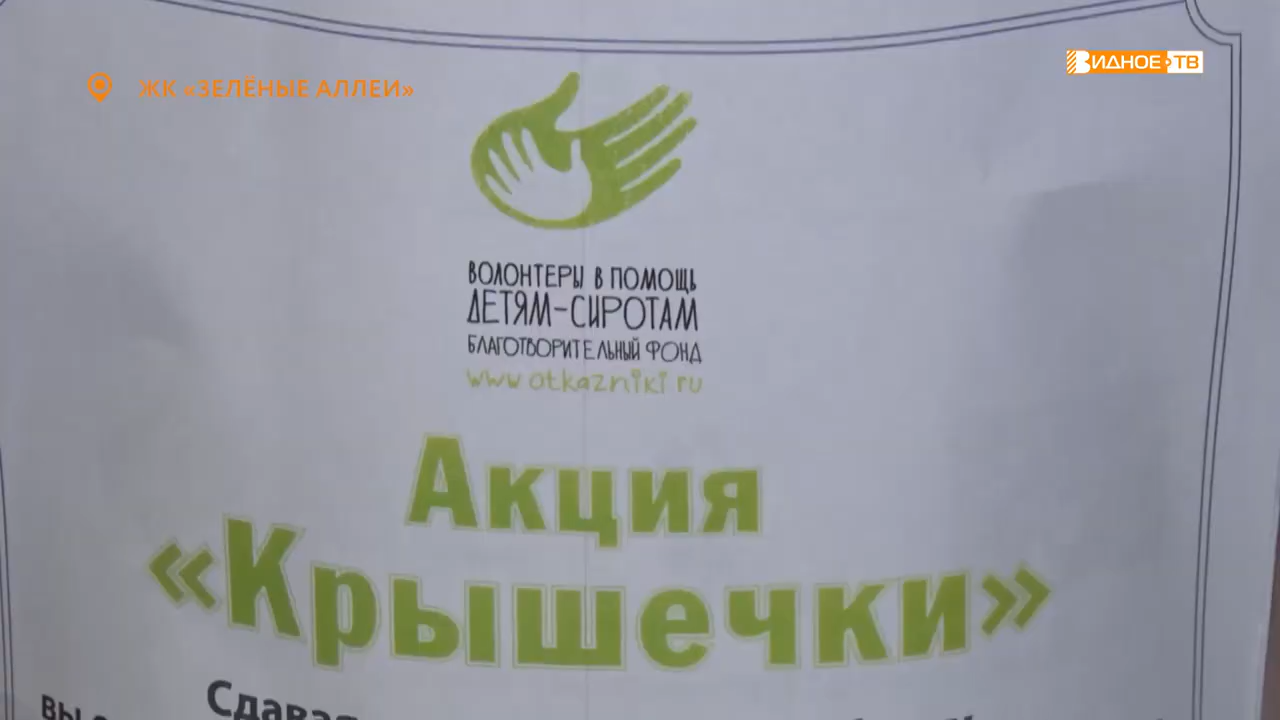 ЖК «ЗЕЛЁНЫЕ АЛЛЕИ»
ВИДНОЕ ТВ
ВОЛОНТЕРЫ В ПОМОЩЬ
ДЕТЯМ-СИРОТАМ
БЛАГОТВОРИТЕЛЬНЫЙ ФОНД
www otkazniki ru
Акция
«Крышечки»